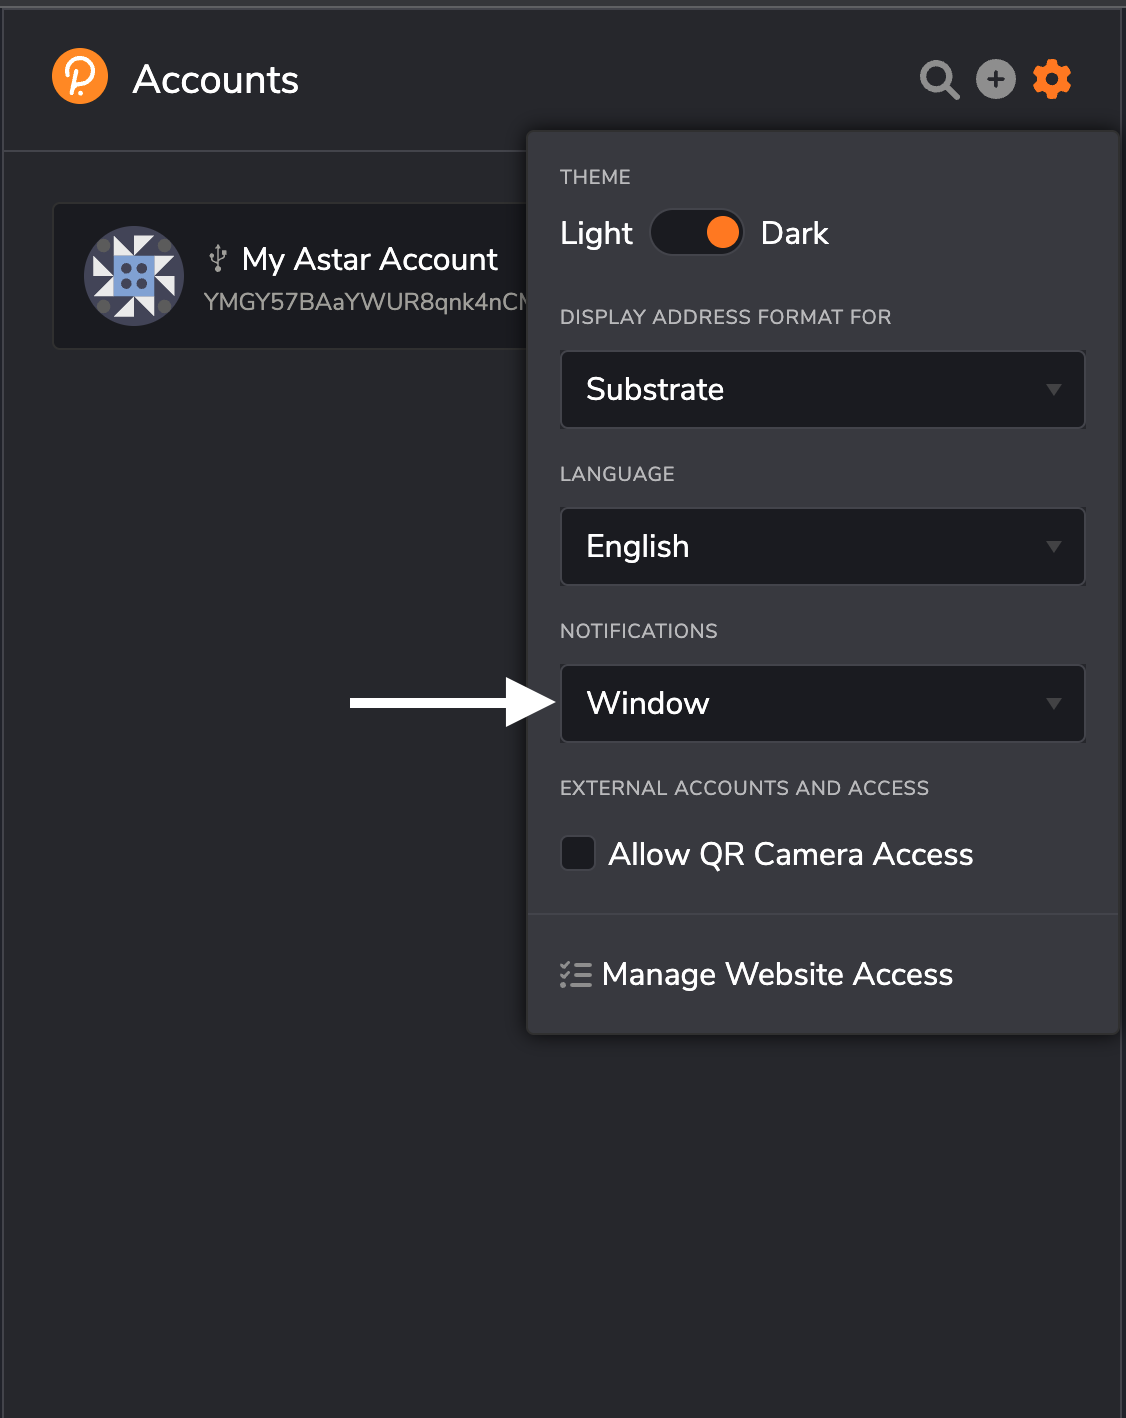 Accounts
THEME
Light Dark
My Astar Account
YMGY57BAaYWUR8qnk4nC
DISPLAY ADDRESS FORMAT FOR
Substrate
LANGUAGE
English
NOTIFICATIONS
Window
EXTERNAL ACCOUNTS AND ACCESS
Allow QR Camera Access
Manage Website Access